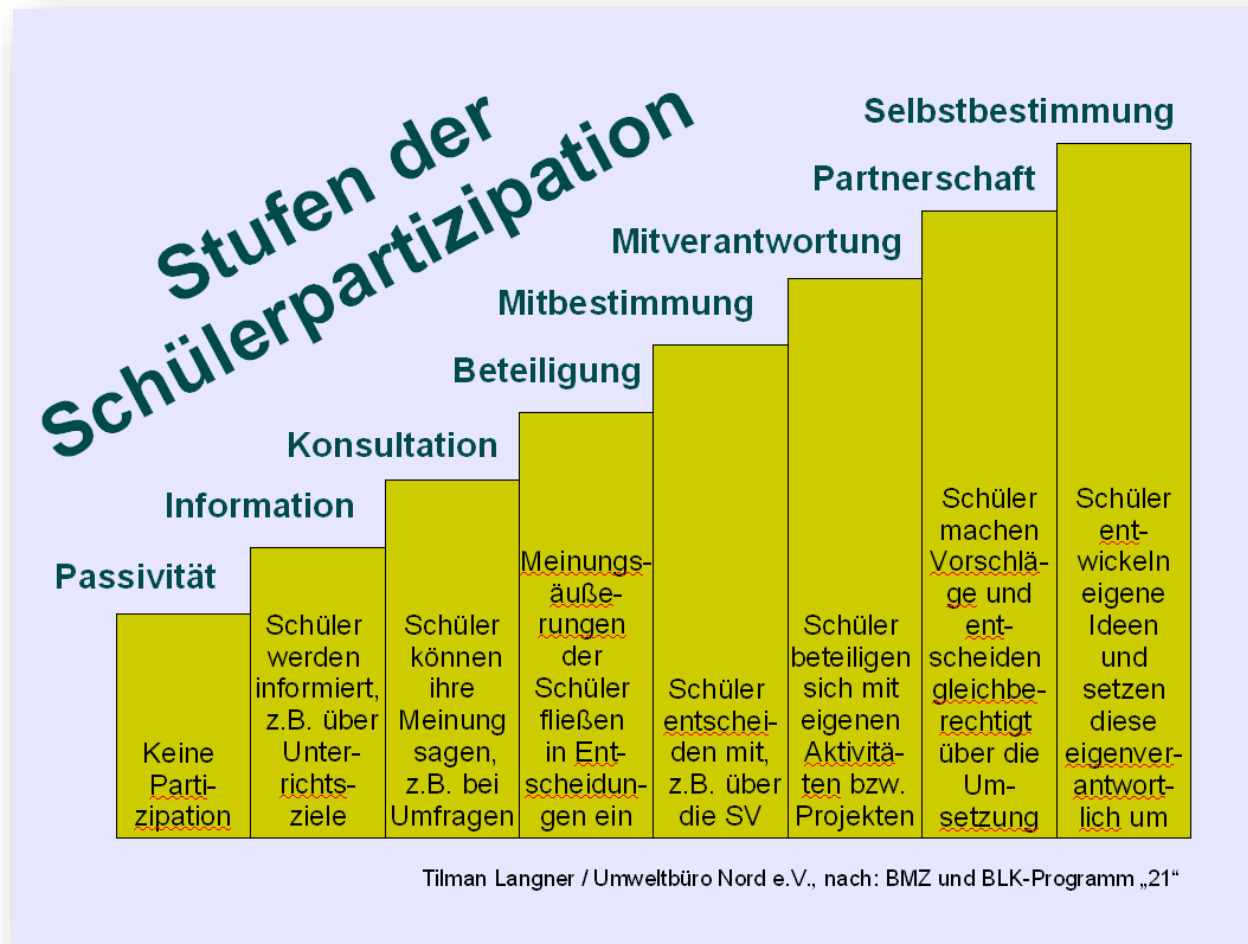 Stufen der
Schülerpartizipation
Passivität
Keine
Parti-
zipation
Information
Schüler
werden
informiert,
z.B. über
Unter-
richts-
ziele
Konsultation
Schüler
können
ihre
Meinung
sagen,
z.B. bei
Umfragen
Beteiligung
Meinungs-
äuße-
rungen
der
Schüler
fließen
in Ent-
scheidun-
gen ein
Mitbestimmung
Schüler
entschei-
den mit,
z.B. über
die SV
Mitverantwortung
Schüler
beteiligen
sich mit
eigenen
Aktivitä-
ten bzw.
Projekten
Partnerschaft
Schüler
machen
Vorschlä-
ge und
ent-
scheiden
gleichbe-
rechtigt
über die
Um-
setzung
Selbstbestimmung
Schüler
ent-
wickeln
eigene
Ideen
und
setzen
diese
eigenver-
antwort-
lich um
Tilman Langner / Umweltbüro Nord e.V., nach: BMZ und BLK-Programm „21“